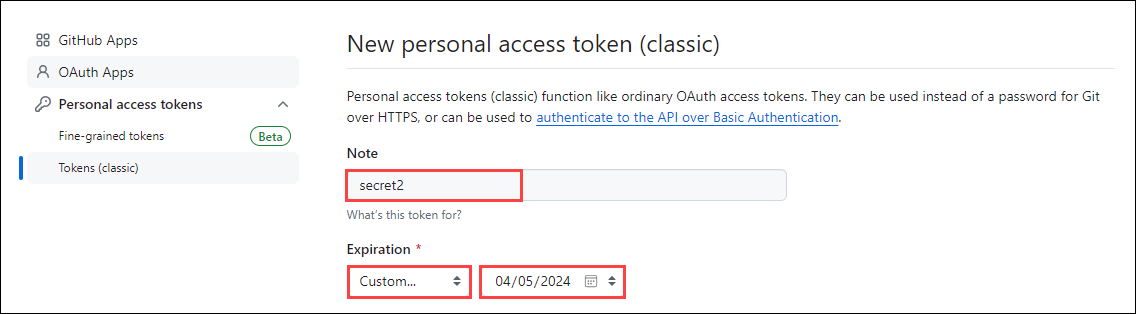 GitHub Apps
OAuth Apps
Personal access tokens
Fine-grained tokens Beta
Tokens (classic)
New personal access token (classic)
Personal access tokens (classic) function like ordinary OAuth access tokens. They can be used instead of a password for Git
over HTTPS, or can be used to authenticate to the API over Basic Authentication.
Note
secret2
What's this token for?
Expiration *
Custom... 04/05/2024